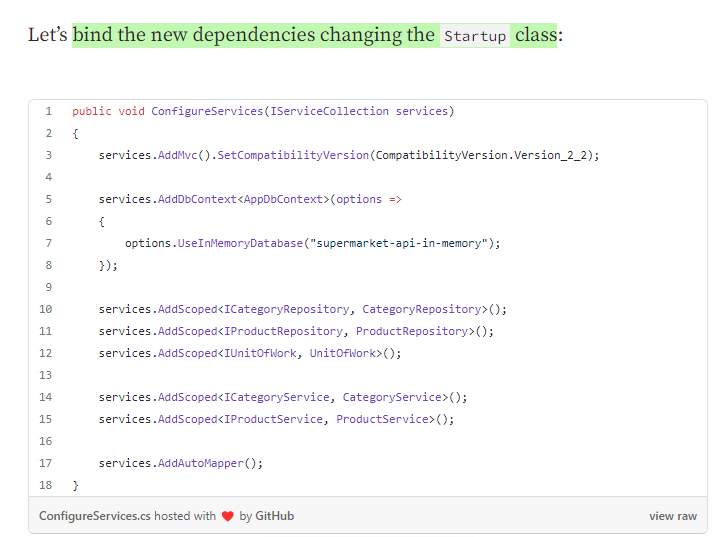 Let's bind the new dependencies changing the Startup class:
1 public void ConfigureServices(IServiceCollection services)
2 {
3     services.AddMvc().SetCompatibilityVersion(CompatibilityVersion.Version_2_2);
4
5     services.AddDbContext<AppDbContext>(options =>
6     {
7         options.UseInMemoryDatabase("supermarket-api-in-memory");
8     });
9
10     services.AddScoped<ICategoryRepository, CategoryRepository>();
11     services.AddScoped<IProductRepository, ProductRepository>();
12     services.AddScoped<IUnitOfWork, UnitOfWork>();
13
14     services.AddScoped<ICategoryService, CategoryService>();
15     services.AddScoped<IProductService, ProductService>();
16
17     services.AddAutoMapper();
18 }
ConfigureServices.cs hosted with ❤ by GitHub view raw